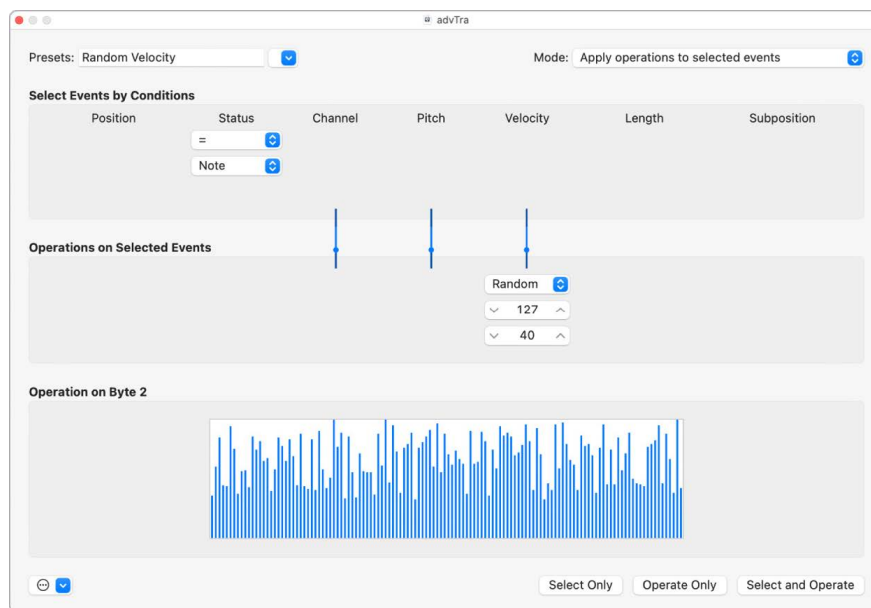 advTra
Presets: Random Velocity
Mode: Apply operations to selected events
Select Events by Conditions
Position Status Channel Pitch Velocity Length Subposition
=
Note
Operations on Selected Events
Random
127
40
Operation on Byte 2
Select Only Operate Only Select and Operate